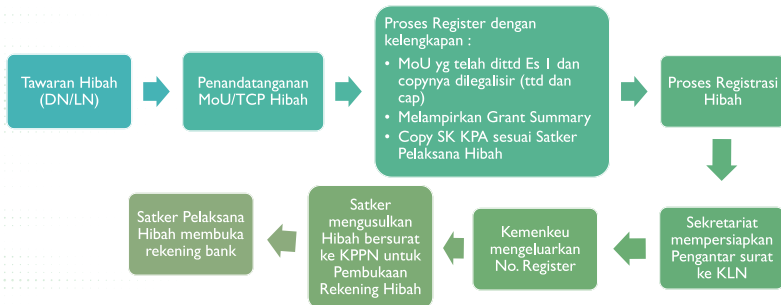 Tawaran Hibah
(DN/LN)
Penandatanganan
MoU/TCP Hibah
Proses Register dengan
kelengkapan :
• MoU yg telah dittd Es 1 dan
copynya dilegalisir (ttd dan
cap)
• Melampirkan Grant Summary
• Copy SK KPA sesuai Satker
Pelaksana Hibah
Proses Registrasi
Hibah
Sekretariat
mempersiapkan
Pengantar surat
ke KLN
Kemenkeu
mengeluarkan
No. Register
Satker
mengusulkan
Hibah bersurat
ke KPPN untuk
Pembukaan
Rekening Hibah
Satker Pelaksana
Hibah membuka
rekening bank